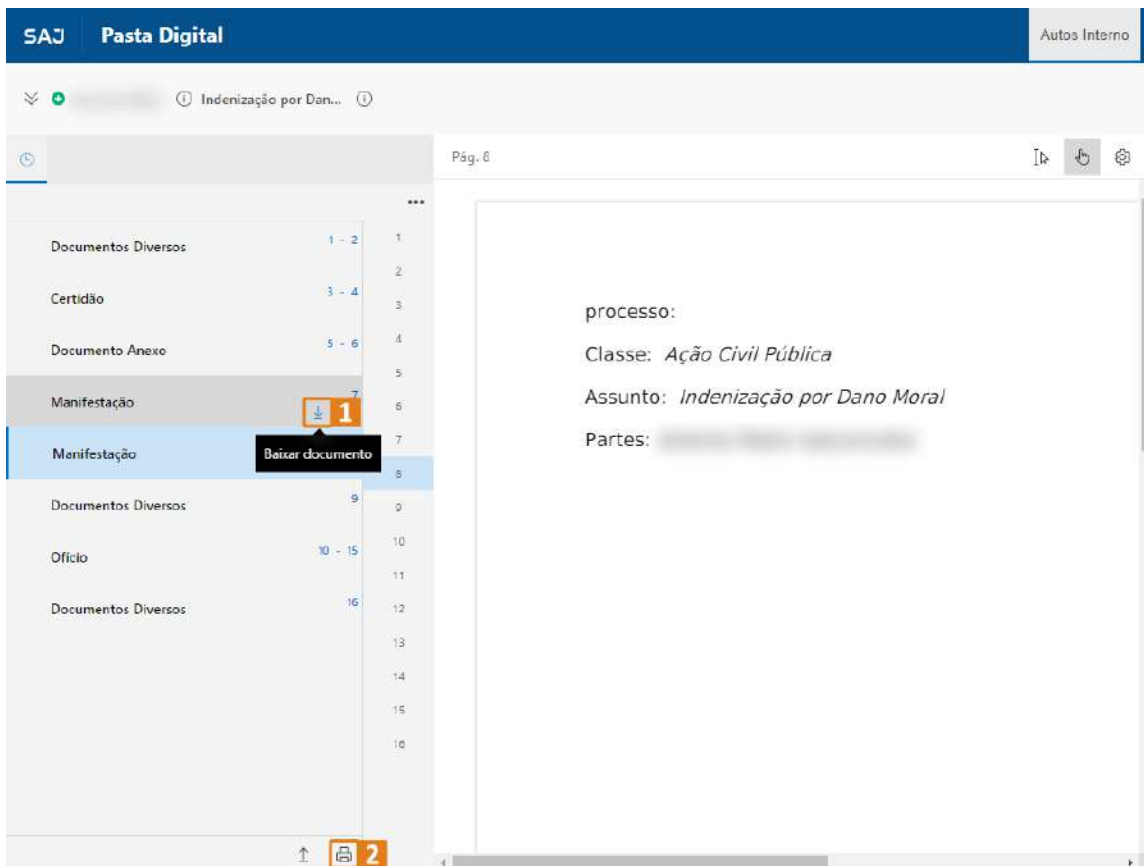 SAJ Pasta Digital Autos Interno
Indenização por Dan...
Pág. 8
Documentos Diversos 1 - 2
Certidão 3 - 4
Documento Anexo 5 - 6
Manifestação 7
1
Baixar documento
Manifestação
Documentos Diversos 9
Ofício 10 - 15
Documentos Diversos 16
2
1
2
3
4
5
6
7
8
9
10
11
12
13
14
15
16
processo:
Classe: Ação Civil Pública
Assunto: Indenização por Dano Moral
Partes: